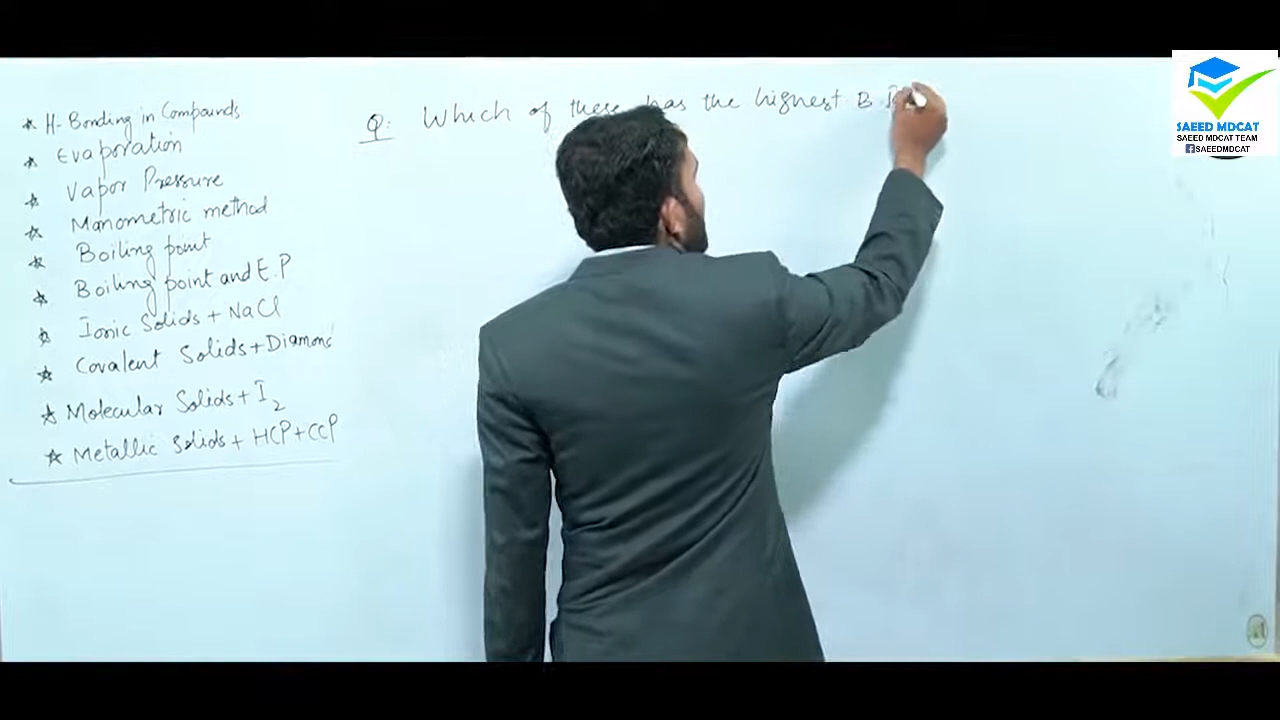 ★ H-Bonding in Compounds
★ Evaporation
★ Vapor Pressure
★ Manometric method
★ Boiling point
★ Boiling point and E.P
★ Ionic Solids + NaCl
★ Covalent Solids + Diamond
★ Molecular Solids + I₂
★ Metallic Solids + HCP + CCP
Q: Which of these has the highest B.
SAEED MDCAT
SAEED MDCAT TEAM
SAEEDMDCAT